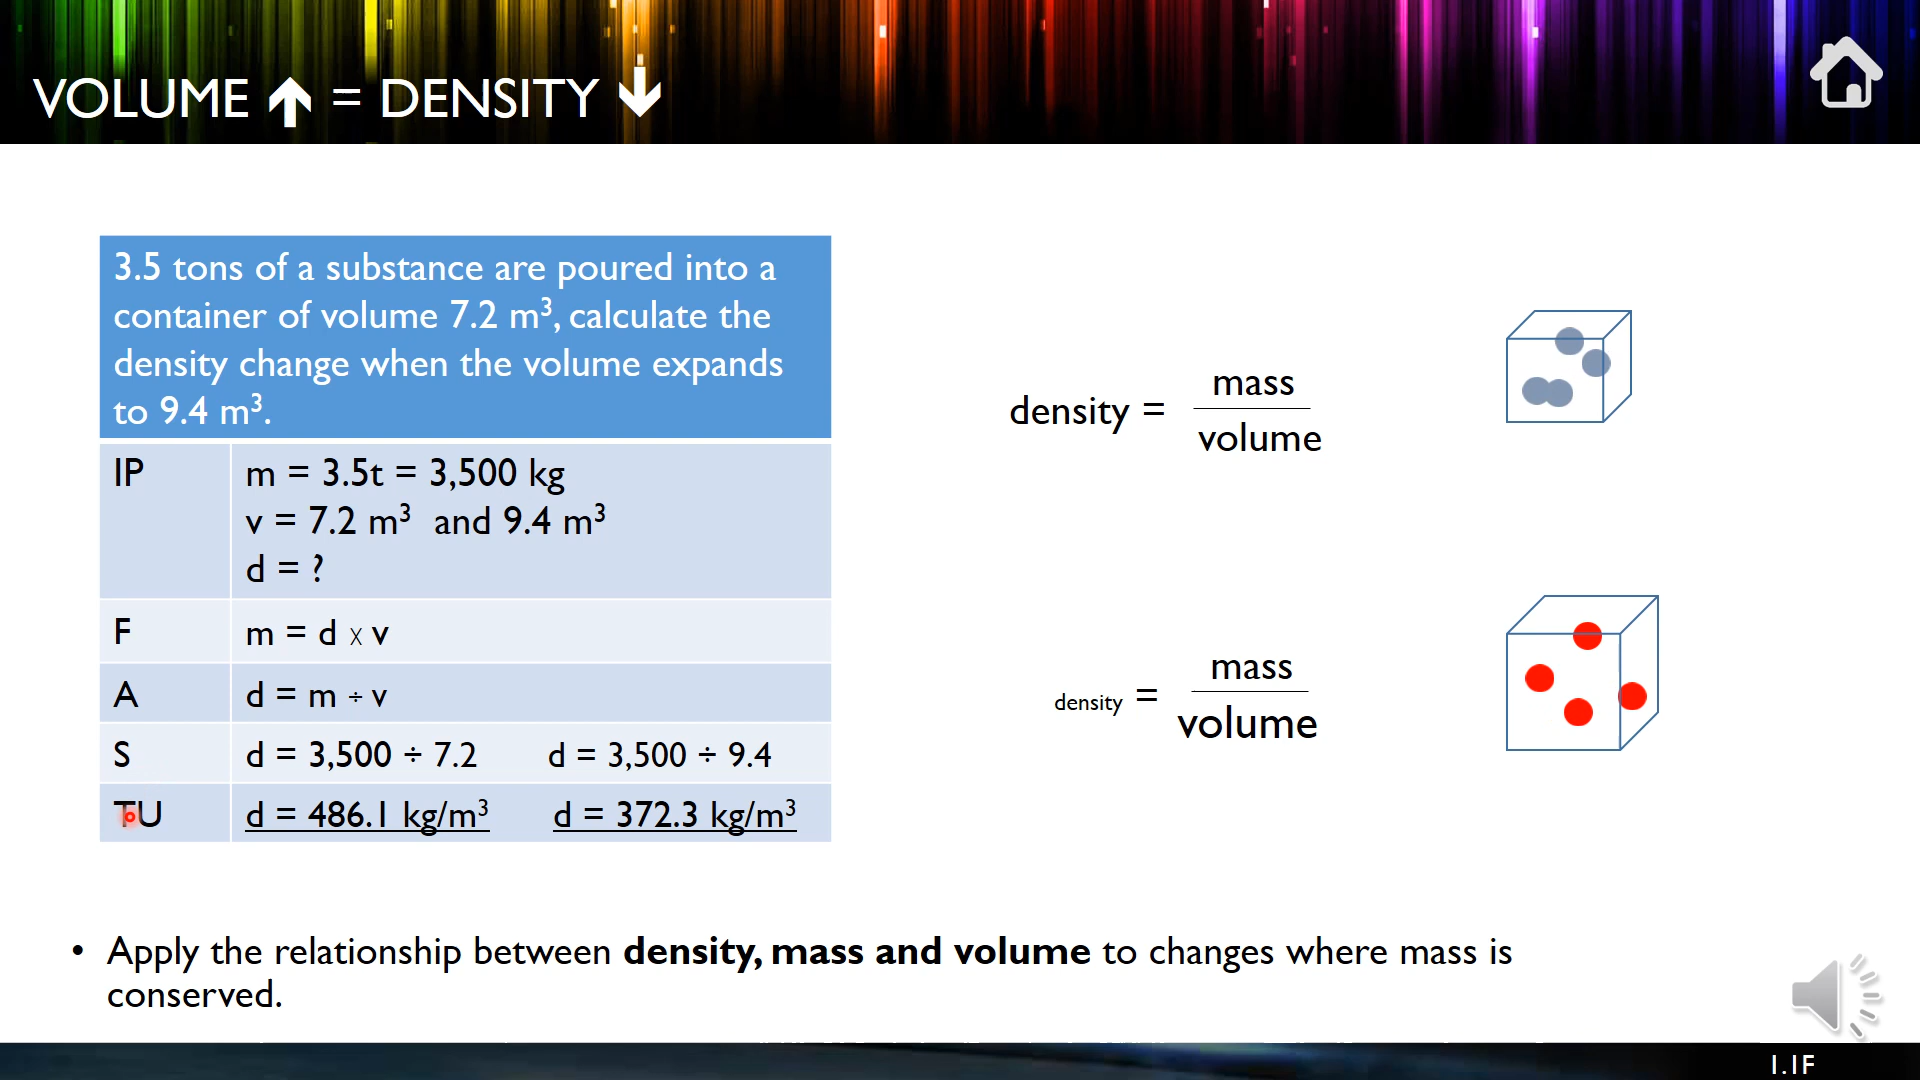 VOLUME ↑ = DENSITY ↓
3.5 tons of a substance are poured into a
container of volume 7.2 m³, calculate the
density change when the volume expands
to 9.4 m³.
IP m = 3.5t = 3,500 kg
v = 7.2 m³ and 9.4 m³
d = ?
F m = d x v
A d = m ÷ v
S d = 3,500 ÷ 7.2 d = 3,500 ÷ 9.4
TU d = 486.1 kg/m³ d = 372.3 kg/m³
mass
density =
volume
mass
density =
volume
• Apply the relationship between density, mass and volume to changes where mass is
conserved.
1.1F